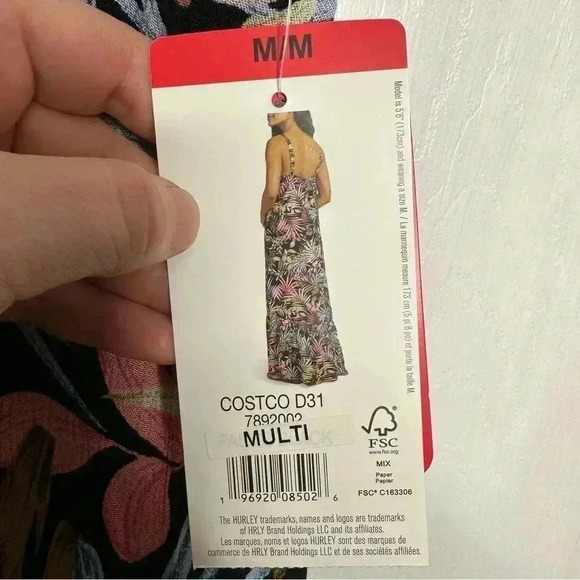 M/M
Model is 5'8" (173cm) and wearing a size M. / La mannequin mesure 173 cm (5 pi 8 po) et porte la taille M.
COSTCO D31
7892002
MULTI
FSC
www.fsc.org
MIX
Paper
Papier
FSC® C163306
1 96920 08502 6
The HURLEY trademarks, names and logos are trademarks
of HRLY Brand Holdings LLC and its affiliates.
Les marques, noms et logos HURLEY sont des marques de
commerce de HRLY Brand Holdings LLC et de ses sociétés affiliées.